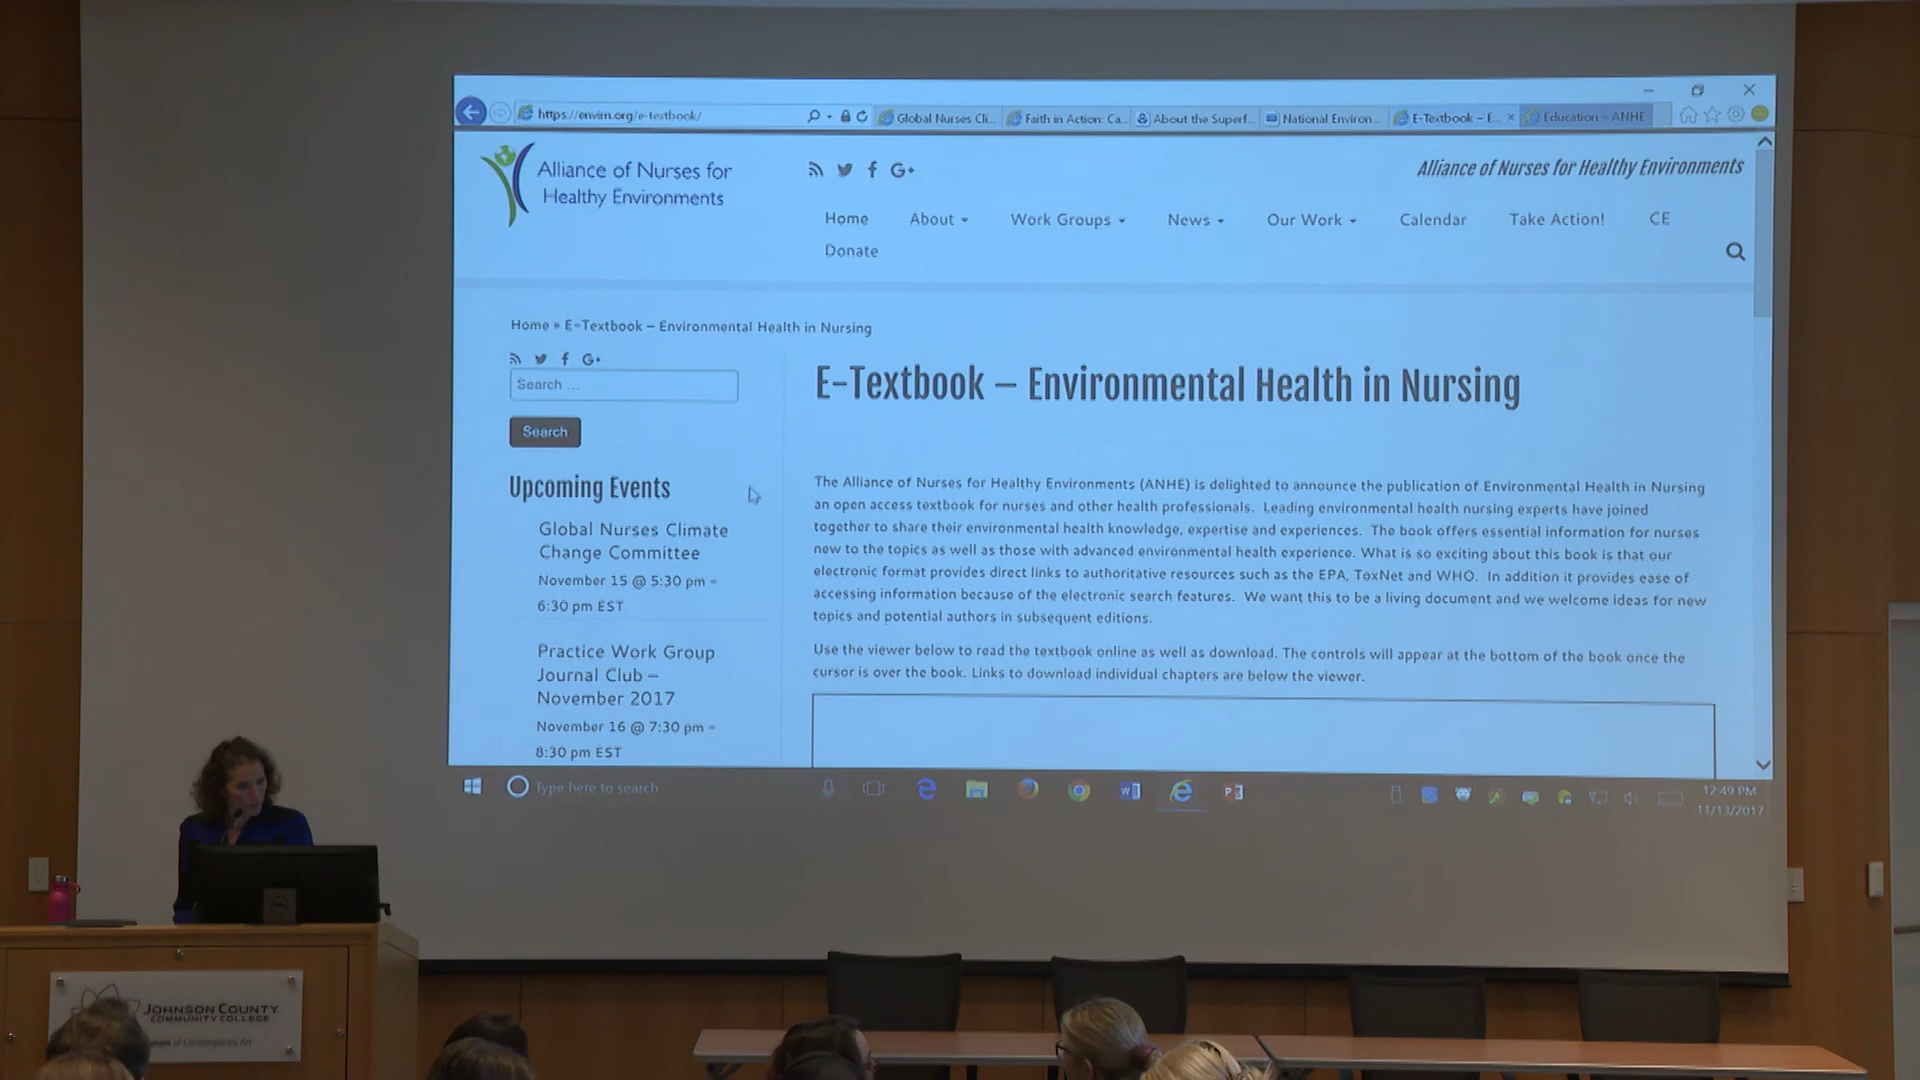 https://envirn.org/e-textbook/
Global Nurses Cli...
Faith in Action: Ca...
About the Superf...
National Environ...
E-Textbook – E...
Education – ANHE
Alliance of Nurses for
Healthy Environments
Alliance of Nurses for Healthy Environments
Home About Work Groups News Our Work Calendar Take Action! CE
Donate
Home » E-Textbook – Environmental Health in Nursing
Search ...
Search
Upcoming Events
Global Nurses Climate
Change Committee
November 15 @ 5:30 pm -
6:30 pm EST
Practice Work Group
Journal Club –
November 2017
November 16 @ 7:30 pm -
8:30 pm EST
E-Textbook – Environmental Health in Nursing
The Alliance of Nurses for Healthy Environments (ANHE) is delighted to announce the publication of Environmental Health in Nursing
an open access textbook for nurses and other health professionals. Leading environmental health nursing experts have joined
together to share their environmental health knowledge, expertise and experiences. The book offers essential information for nurses
new to the topics as well as those with advanced environmental health experience. What is so exciting about this book is that our
electronic format provides direct links to authoritative resources such as the EPA, ToxNet and WHO. In addition it provides ease of
accessing information because of the electronic search features. We want this to be a living document and we welcome ideas for new
topics and potential authors in subsequent editions.
Use the viewer below to read the textbook online as well as download. The controls will appear at the bottom of the book once the
cursor is over the book. Links to download individual chapters are below the viewer.
Type here to search
12:49 PM
11/13/2017
JOHNSON COUNTY
COMMUNITY COLLEGE
of Contemporary Art